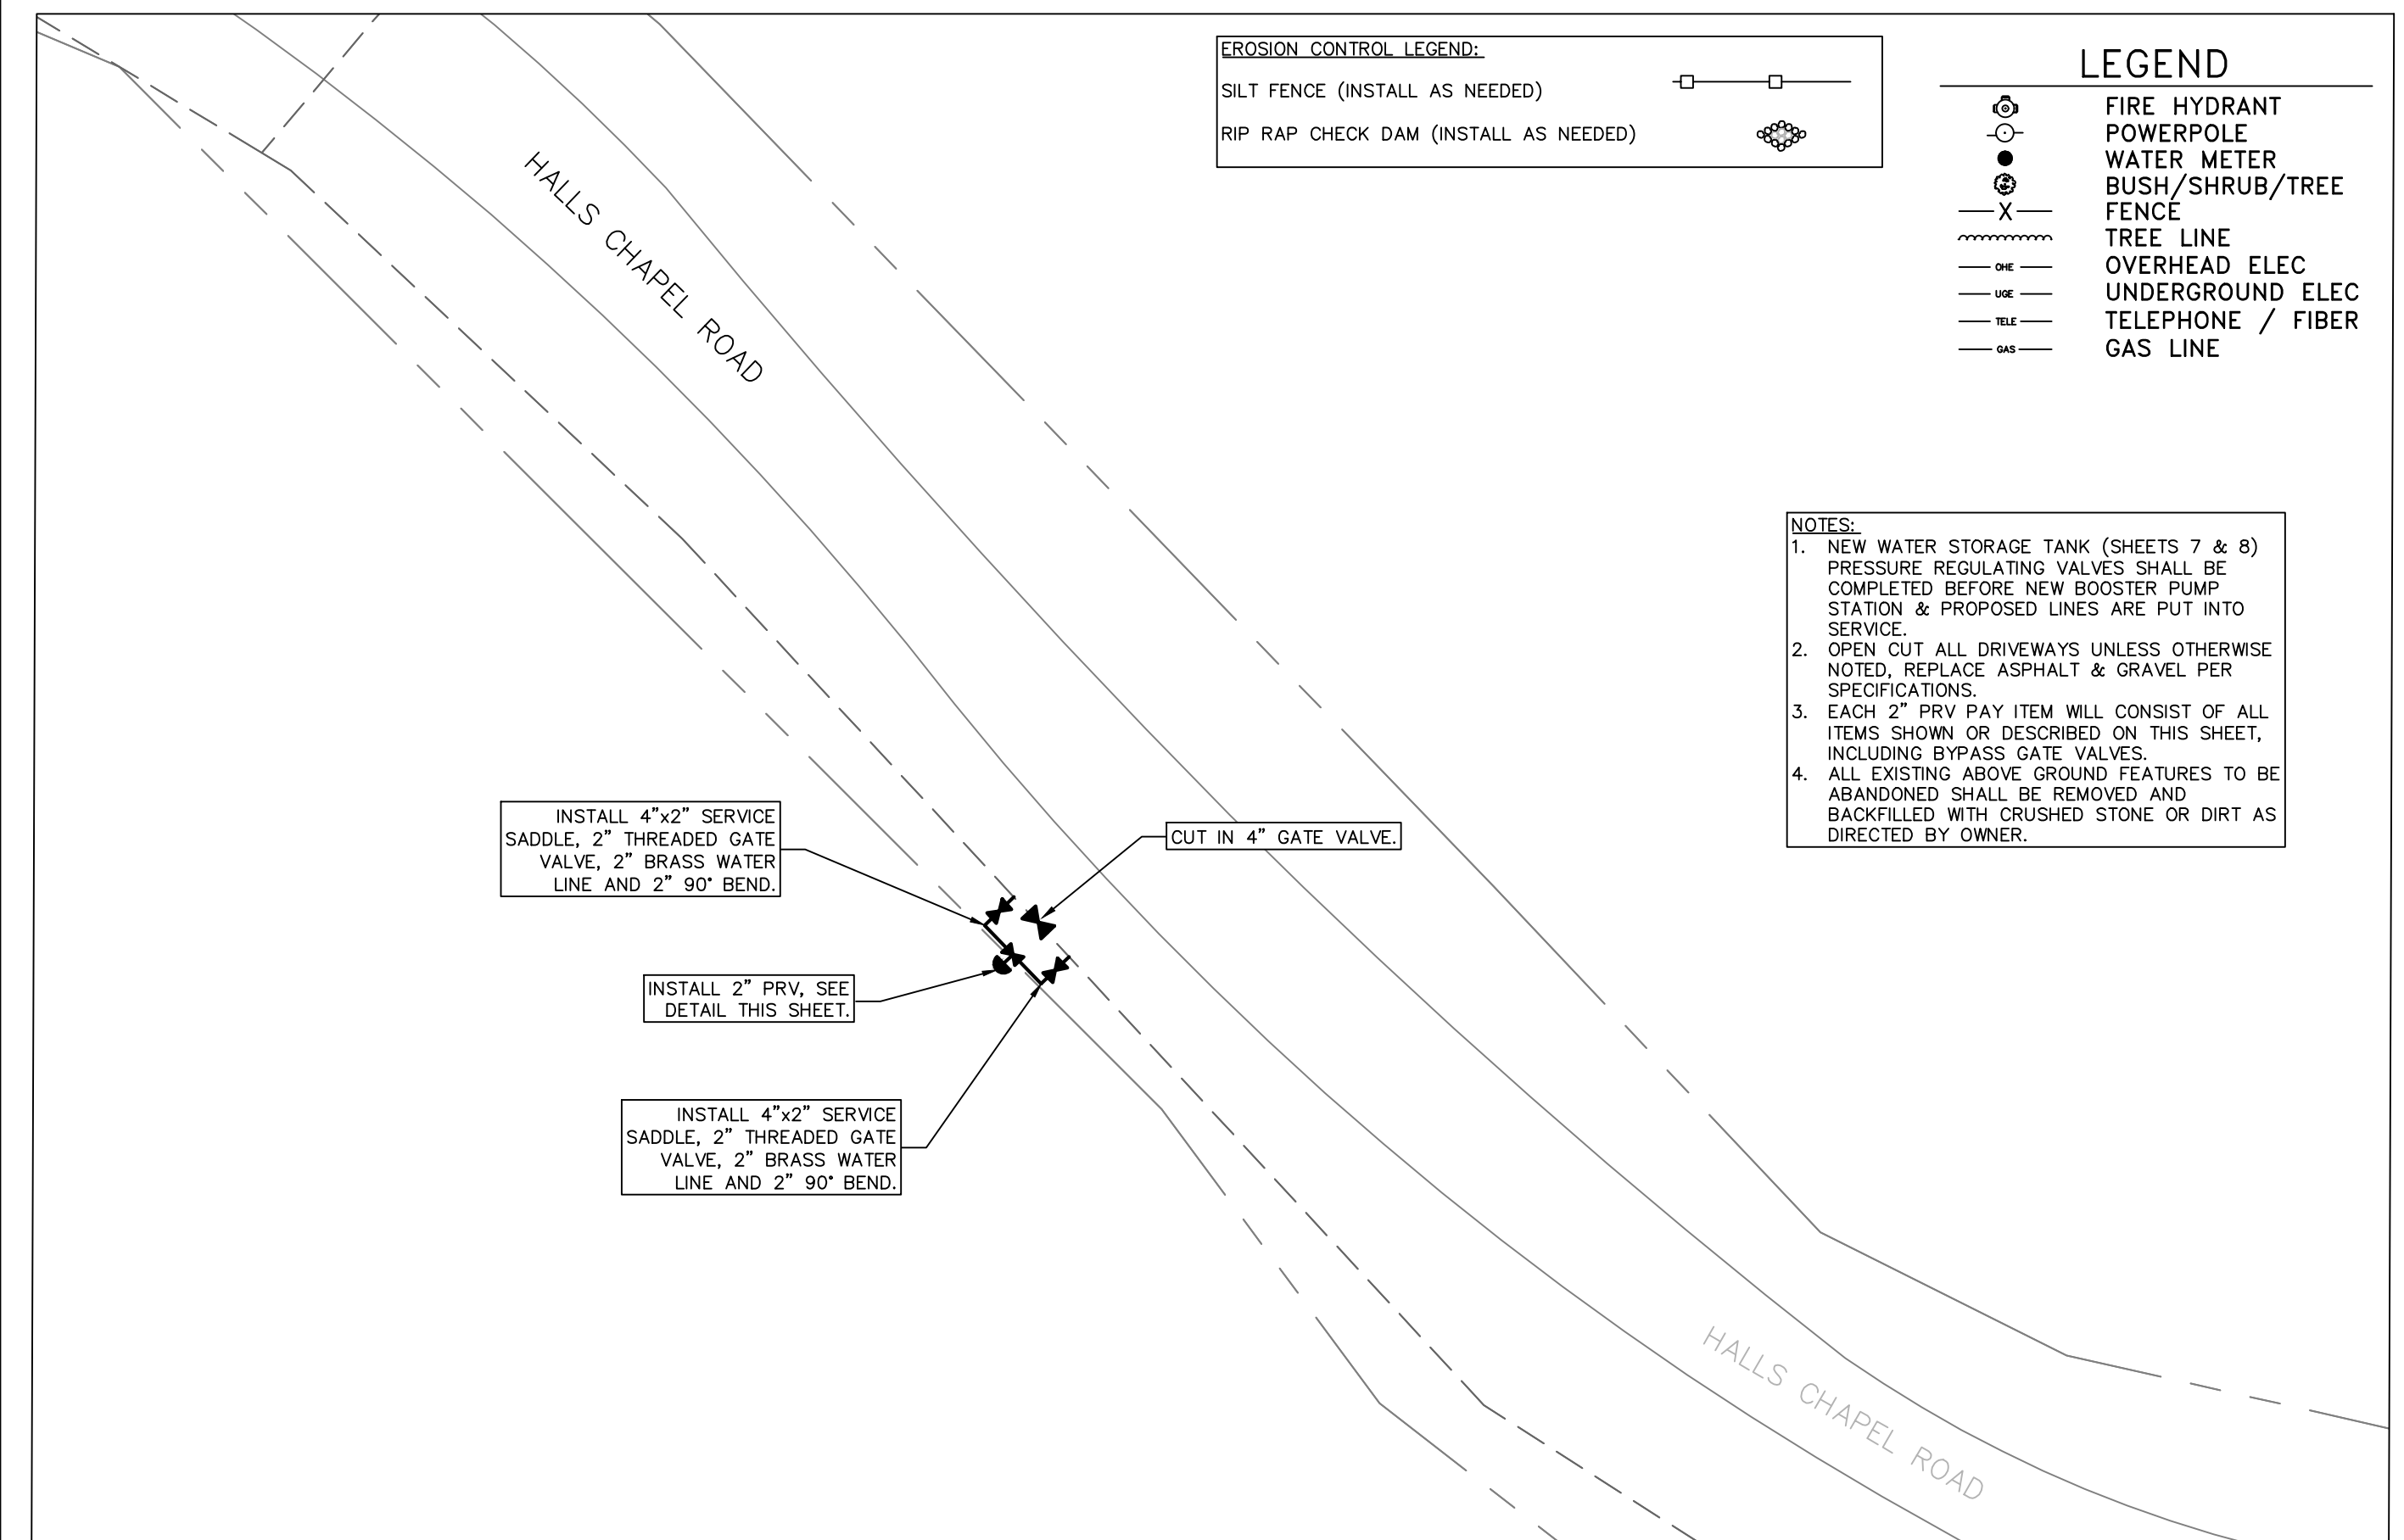 EROSION CONTROL LEGEND:
SILT FENCE (INSTALL AS NEEDED)
RIP RAP CHECK DAM (INSTALL AS NEEDED)
LEGEND
FIRE HYDRANT
POWERPOLE
WATER METER
BUSH/SHRUB/TREE
X FENCE
TREE LINE
OHE OVERHEAD ELEC
UGE UNDERGROUND ELEC
TELE TELEPHONE / FIBER
GAS GAS LINE
HALLS CHAPEL ROAD
NOTES:
1. NEW WATER STORAGE TANK (SHEETS 7 & 8)
PRESSURE REGULATING VALVES SHALL BE
COMPLETED BEFORE NEW BOOSTER PUMP
STATION & PROPOSED LINES ARE PUT INTO
SERVICE.
2. OPEN CUT ALL DRIVEWAYS UNLESS OTHERWISE
NOTED, REPLACE ASPHALT & GRAVEL PER
SPECIFICATIONS.
3. EACH 2” PRV PAY ITEM WILL CONSIST OF ALL
ITEMS SHOWN OR DESCRIBED ON THIS SHEET,
INCLUDING BYPASS GATE VALVES.
4. ALL EXISTING ABOVE GROUND FEATURES TO BE
ABANDONED SHALL BE REMOVED AND
BACKFILLED WITH CRUSHED STONE OR DIRT AS
DIRECTED BY OWNER.
INSTALL 4”x2” SERVICE
SADDLE, 2” THREADED GATE
VALVE, 2” BRASS WATER
LINE AND 2” 90° BEND.
CUT IN 4” GATE VALVE.
INSTALL 2” PRV, SEE
DETAIL THIS SHEET.
INSTALL 4”x2” SERVICE
SADDLE, 2” THREADED GATE
VALVE, 2” BRASS WATER
LINE AND 2” 90° BEND.
HALLS CHAPEL ROAD